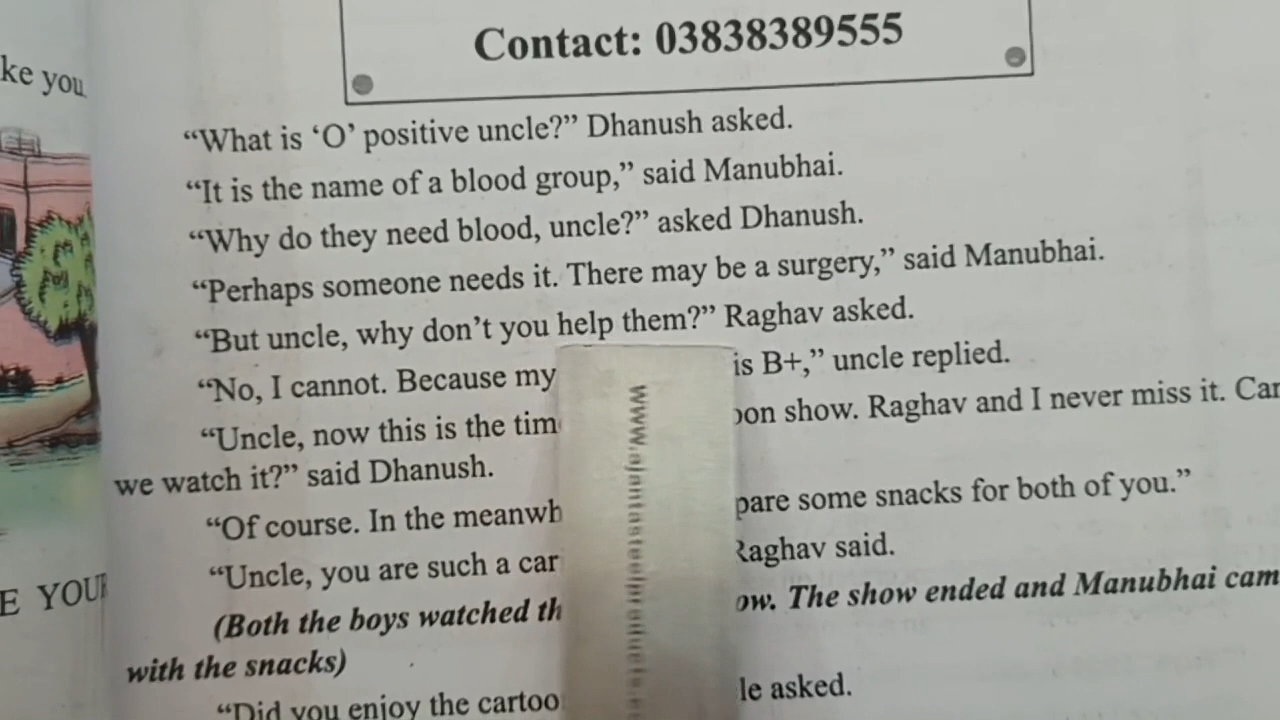 ke you
Contact: 03838389555
“What is ‘O’ positive uncle?” Dhanush asked.
“It is the name of a blood group,” said Manubhai.
“Why do they need blood, uncle?” asked Dhanush.
“Perhaps someone needs it. There may be a surgery,” said Manubhai.
“But uncle, why don’t you help them?” Raghav asked.
“No, I cannot. Because my is B+,” uncle replied.
“Uncle, now this is the tim oon show. Raghav and I never miss it. Can
we watch it?” said Dhanush.
“Of course. In the meanwh pare some snacks for both of you.”
“Uncle, you are such a car Raghav said.
E YOUR
(Both the boys watched th ow. The show ended and Manubhai cam
with the snacks)
“Did you enjoy the cartoo le asked.